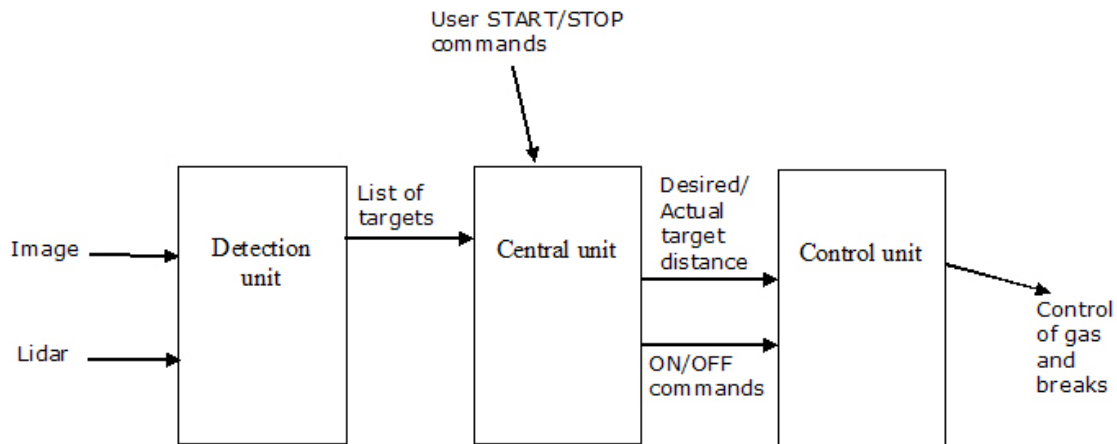 User START/STOP
commands
Image
Lidar
Detection
unit
List of
targets
Central unit
Desired/
Actual
target
distance
ON/OFF
commands
Control unit
Control
of gas
and
breaks